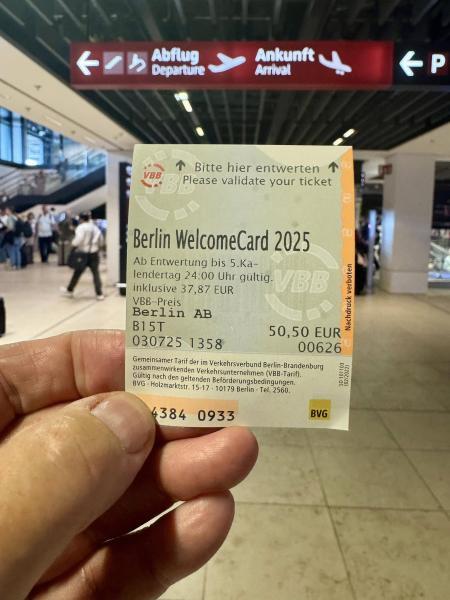 Abflug
Departure
Ankunft
Arrival
P
Bitte hier entwerten
Please validate your ticket
VBB
Berlin WelcomeCard 2025
Ab Entwertung bis 5.Ka-
lendertag 24:00 Uhr gültig.
inklusive 37,87 EUR
VBB-Preis
Berlin AB
B15T 50,50 EUR
030725 1358 00626
Nachdruck verboten
Gemeinsamer Tarif der im Verkehrsverbund Berlin-Brandenburg
zusammenwirkenden Verkehrsunternehmen (VBB-Tarif).
Gültig nach den geltenden Beförderungsbedingungen.
BVG - Holzmarktstr. 15-17 - 10179 Berlin - Tel. 2560.
4384 0933
BVG